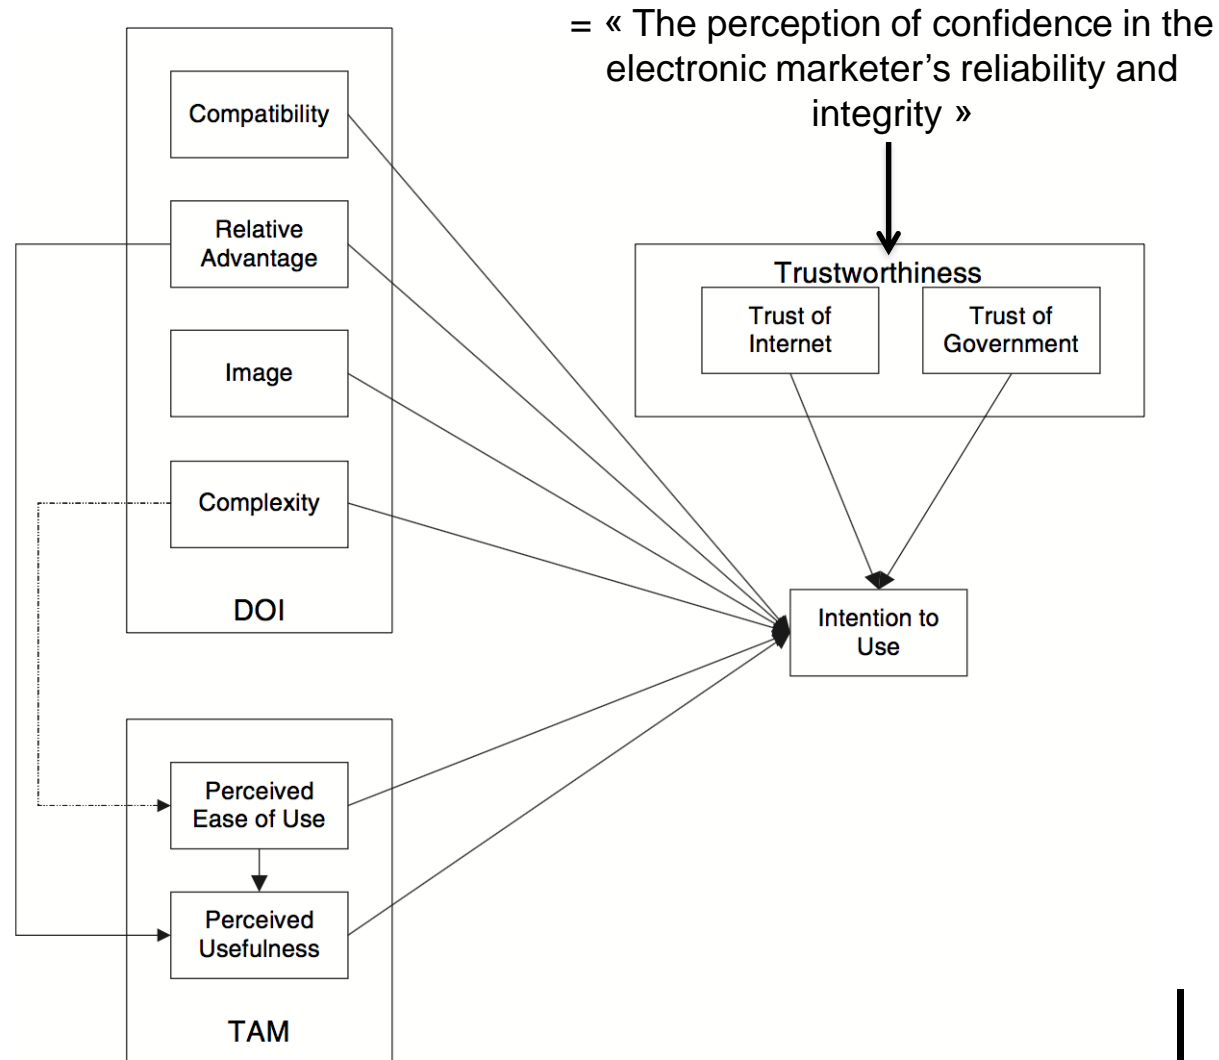 = « The perception of confidence in the
electronic marketer’s reliability and
integrity »
Compatibility
Relative
Advantage
Image
Complexity
DOI
Trustworthiness
Trust of
Internet
Trust of
Government
Intention to
Use
Perceived
Ease of Use
Perceived
Usefulness
TAM